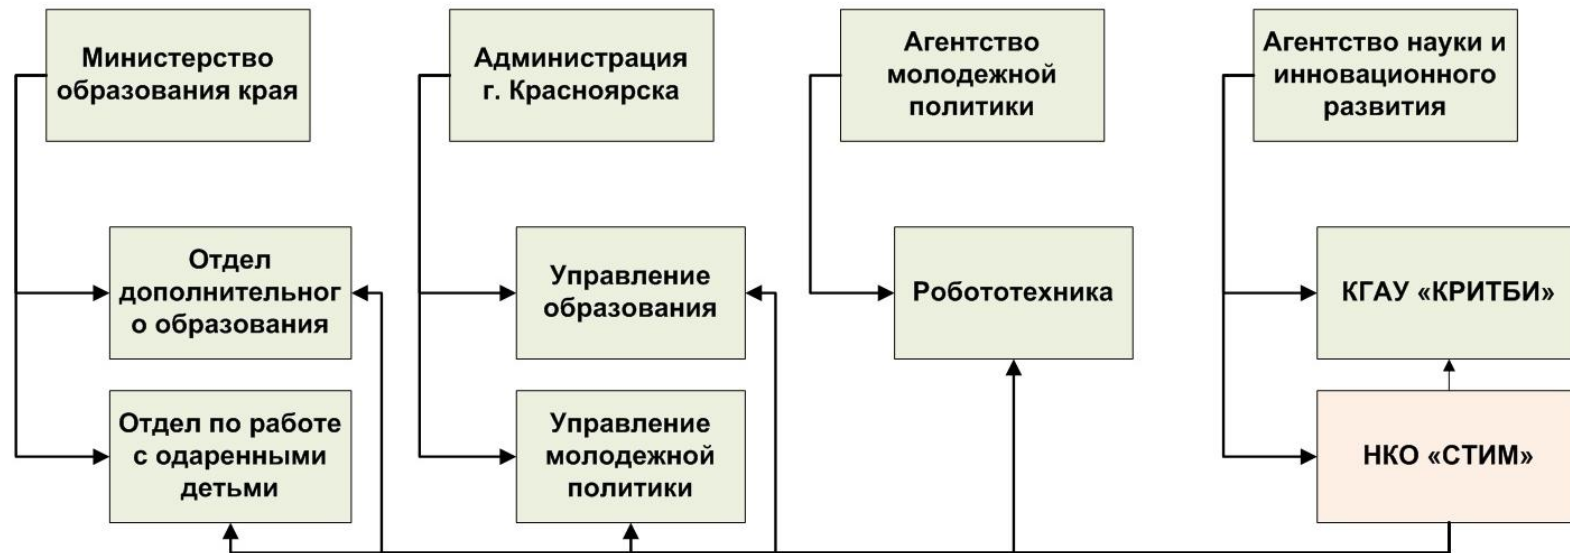 Министерство
образования края
Администрация
г. Красноярска
Агентство
молодежной
политики
Агентство науки и
инновационного
развития
Отдел
дополнительног
о образования
Управление
образования
Робототехника
КГАУ «КРИТБИ»
Отдел по работе
с одаренными
детьми
Управление
молодежной
политики
НКО «СТИМ»